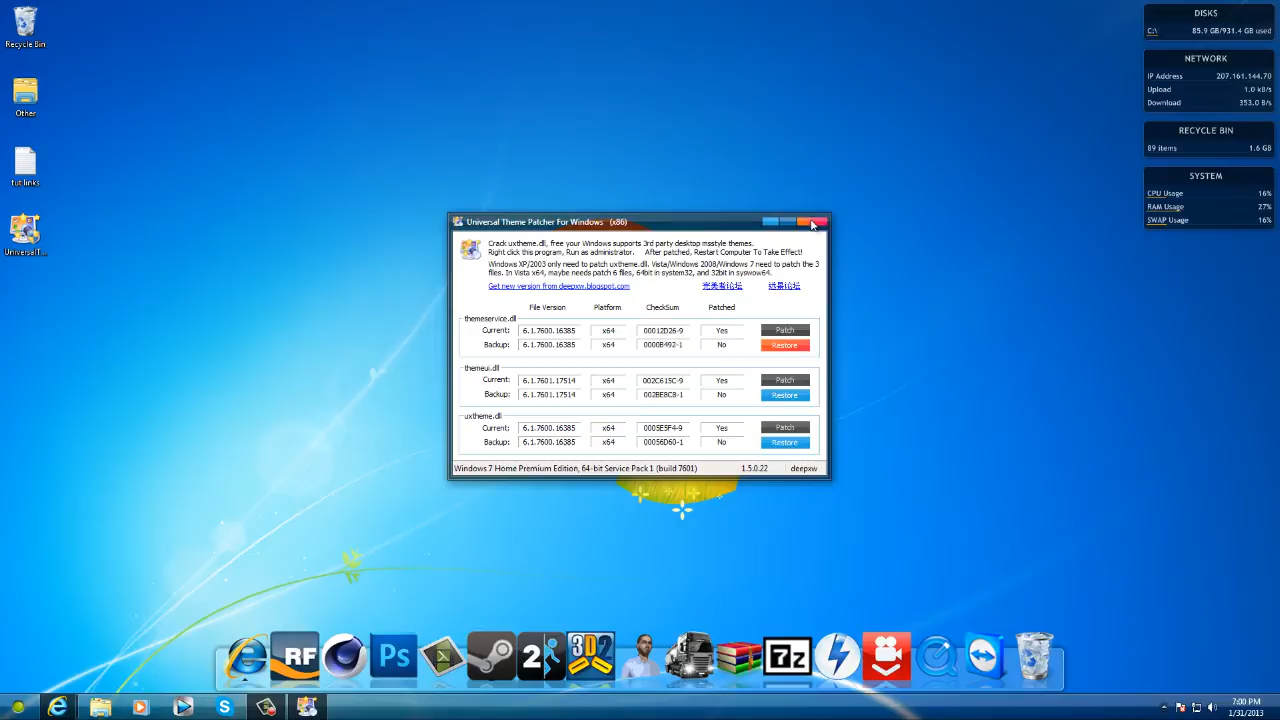 Recycle Bin
Other
tut links
UniversalT...
DISKS
C:\ 85.9 GB/931.4 GB used
NETWORK
IP Address 207.161.144.70
Upload 1.0 kB/s
Download 353.0 B/s
RECYCLE BIN
89 items 1.6 GB
SYSTEM
CPU Usage 16%
RAM Usage 27%
SWAP Usage 16%
Universal Theme Patcher For Windows (x86)
Crack uxtheme.dll, free your Windows supports 3rd party desktop msstyle themes.
Right click this program, Run as administrator. After patched, Restart Computer To Take Effect!
Windows XP/2003 only need to patch uxtheme.dll. Vista/Windows 2008/Windows 7 need to patch the 3
files. In Vista x64, maybe needs patch 6 files, 64bit in system32, and 32bit in syswow64.
Get new version from deepxw.blogspot.com 完美者论坛 远景论坛
File Version Platform CheckSum Patched
themeservice.dll
Current: 6.1.7600.16385 x64 00012D26-9 Yes Patch
Backup: 6.1.7600.16385 x64 0000B492-1 No Restore
themeui.dll
Current: 6.1.7601.17514 x64 002C615C-9 Yes Patch
Backup: 6.1.7601.17514 x64 002BE8C8-1 No Restore
uxtheme.dll
Current: 6.1.7600.16385 x64 0005E5F4-9 Yes Patch
Backup: 6.1.7600.16385 x64 00056D60-1 No Restore
Windows 7 Home Premium Edition, 64-bit Service Pack 1 (build 7601) 1.5.0.22 deepxw
RF
Ps
2
3D2
7z
7:00 PM
1/31/2013